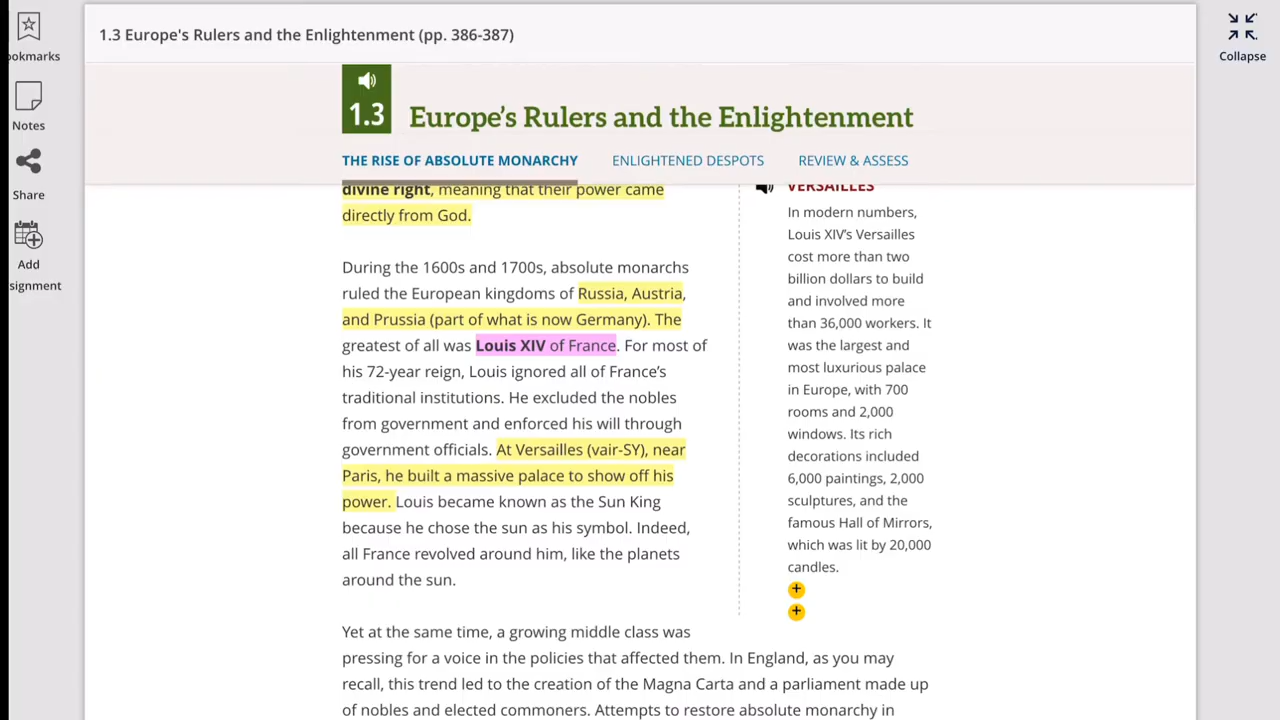 1.3 Europe's Rulers and the Enlightenment (pp. 386-387)
Collapse
ookmarks
Notes
Share
Add
signment
1.3
Europe’s Rulers and the Enlightenment
THE RISE OF ABSOLUTE MONARCHY
ENLIGHTENED DESPOTS
REVIEW & ASSESS
divine right, meaning that their power came
directly from God.
During the 1600s and 1700s, absolute monarchs
ruled the European kingdoms of Russia, Austria,
and Prussia (part of what is now Germany). The
greatest of all was Louis XIV of France. For most of
his 72-year reign, Louis ignored all of France’s
traditional institutions. He excluded the nobles
from government and enforced his will through
government officials. At Versailles (vair-SY), near
Paris, he built a massive palace to show off his
power. Louis became known as the Sun King
because he chose the sun as his symbol. Indeed,
all France revolved around him, like the planets
around the sun.
Yet at the same time, a growing middle class was
pressing for a voice in the policies that affected them. In England, as you may
recall, this trend led to the creation of the Magna Carta and a parliament made up
of nobles and elected commoners. Attempts to restore absolute monarchy in
VERSAILLES
In modern numbers,
Louis XIV’s Versailles
cost more than two
billion dollars to build
and involved more
than 36,000 workers. It
was the largest and
most luxurious palace
in Europe, with 700
rooms and 2,000
windows. Its rich
decorations included
6,000 paintings, 2,000
sculptures, and the
famous Hall of Mirrors,
which was lit by 20,000
candles.
+
+